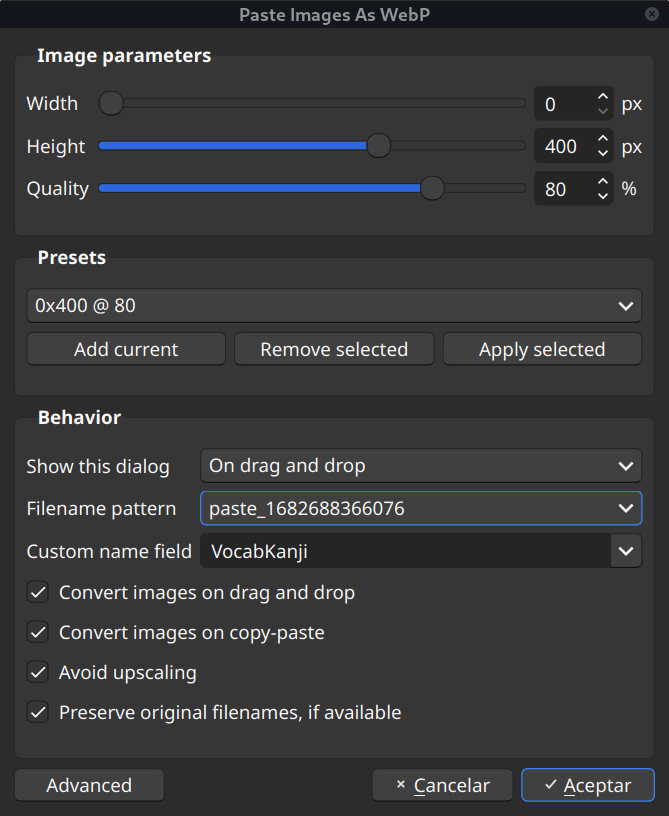 Paste Images As WebP
Image parameters
Width 0 px
Height 400 px
Quality 80 %
Presets
0x400 @ 80
Add current Remove selected Apply selected
Behavior
Show this dialog On drag and drop
Filename pattern paste_1682688366076
Custom name field VocabKanji
Convert images on drag and drop
Convert images on copy-paste
Avoid upscaling
Preserve original filenames, if available
Advanced Cancelar Aceptar